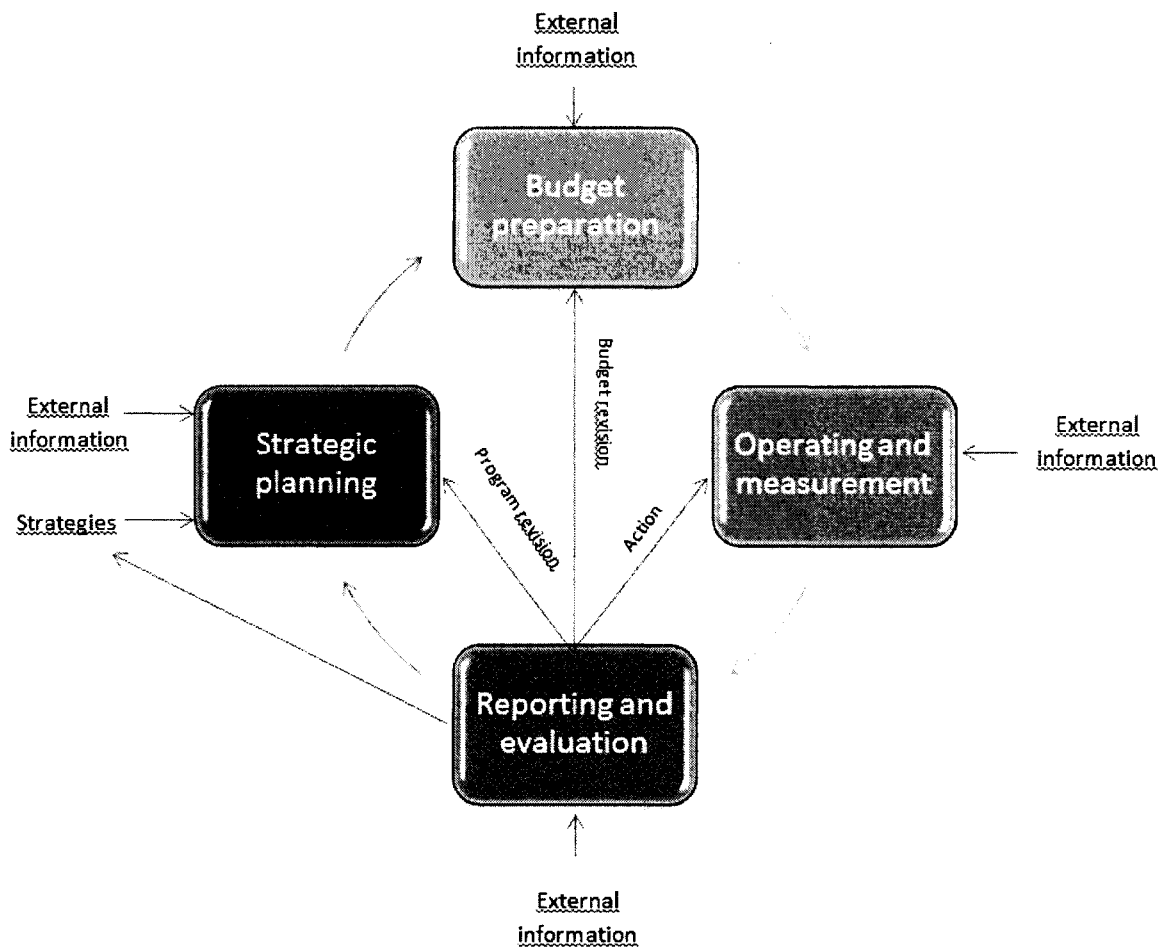 External
information
Budget
preparation
Budget revision
External
information
Strategic
planning
Operating and
measurement
External
information
Strategies
Program revision
Action
Reporting and
evaluation
External
information